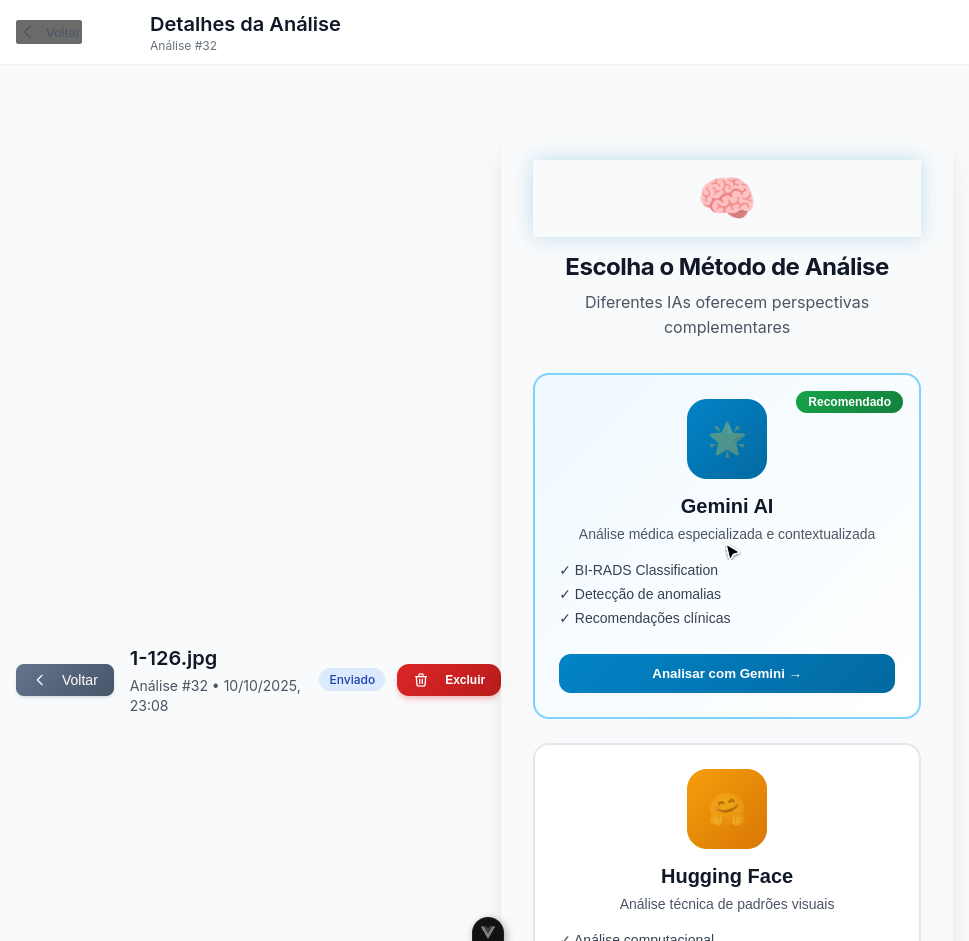 Voltar
Detalhes da Análise
Análise #32
Escolha o Método de Análise
Diferentes IAs oferecem perspectivas
complementares
Recomendado
Gemini AI
Análise médica especializada e contextualizada
✓ BI-RADS Classification
✓ Detecção de anomalias
✓ Recomendações clínicas
Analisar com Gemini →
Voltar
1-126.jpg
Análise #32 • 10/10/2025,
23:08
Enviado
Excluir
Hugging Face
Análise técnica de padrões visuais
✓ Análise computacional